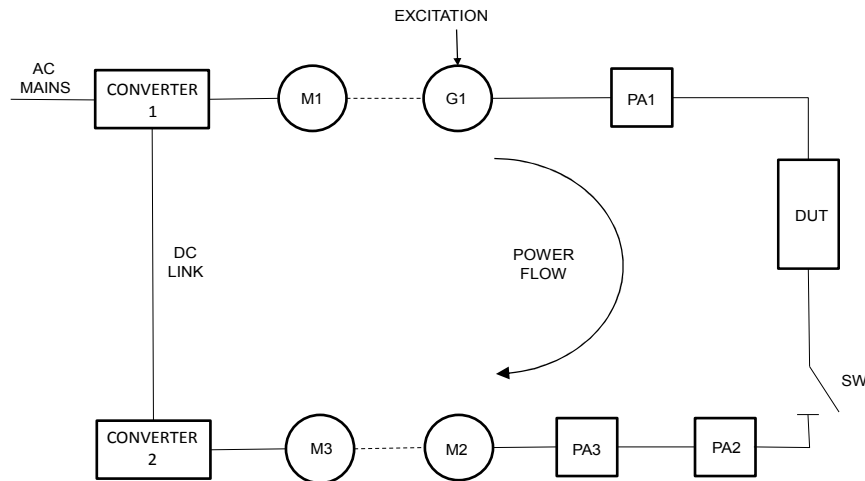 EXCITATION
AC
MAINS
CONVERTER
1
M1
G1
PA1
DUT
DC
LINK
POWER
FLOW
SW
CONVERTER
2
M3
M2
PA3
PA2